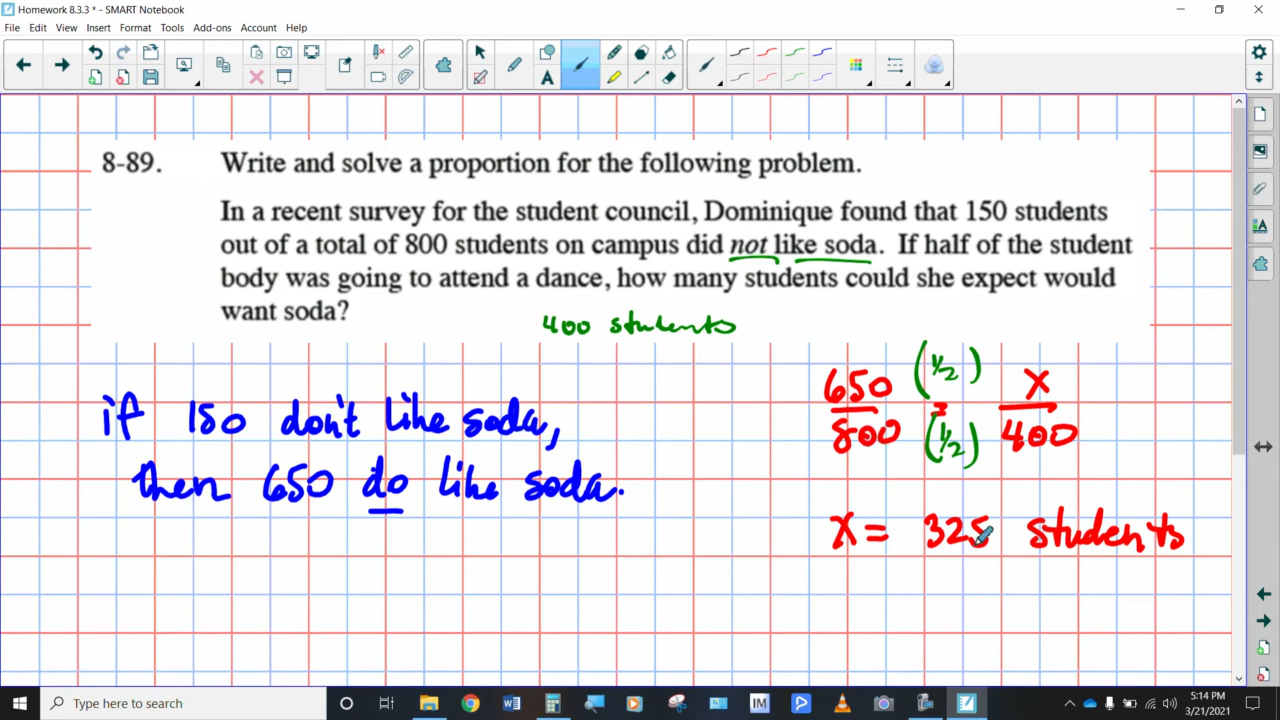 Homework 8.3.3 * - SMART Notebook
File Edit View Insert Format Tools Add-ons Account Help
8-89. Write and solve a proportion for the following problem.
In a recent survey for the student council, Dominique found that 150 students
out of a total of 800 students on campus did not like soda. If half of the student
body was going to attend a dance, how many students could she expect would
want soda?
400 students
if 150 don't like soda,
then 650 do like soda.
650/800 (1/2)/(1/2) = x/400
x = 325 students
Type here to search
IM
5:14 PM
3/21/2021